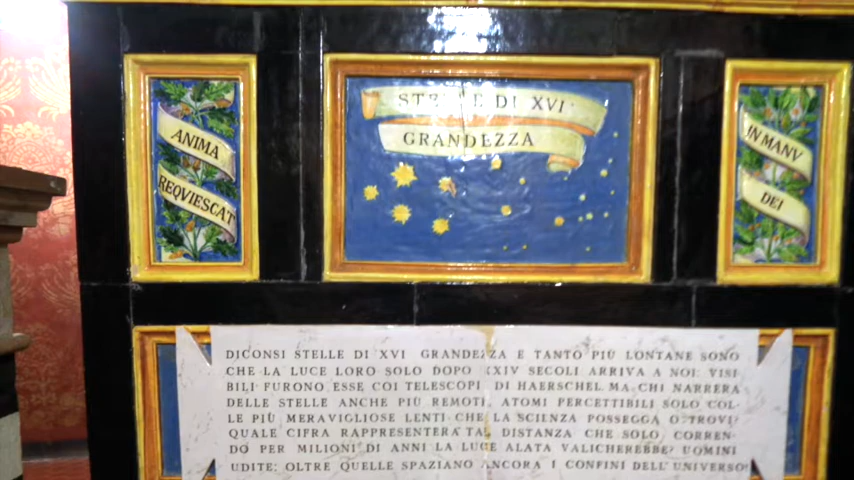 STELLE DI XVI
GRANDEZZA
ANIMA
REQVIESCAT
IN MANV
DEI
DICONSI STELLE DI XVI GRANDEZZA E TANTO PIÙ LONTANE SONO
CHE LA LUCE LORO SOLO DOPO XXIV SECOLI ARRIVA A NOI: VISI
BILI FURONO ESSE COI TELESCOPI DI HAERSCHEL. MA CHI NARRERÀ
DELLE STELLE ANCHE PIÙ REMOTE: ATOMI PERCETTIBILI SOLO COL-
LE PIÙ MERAVIGLIOSE LENTI CHE LA SCIENZA POSSEGGA O TROVI?
QUALE CIFRA RAPPRESENTERÀ TAL DISTANZA CHE SOLO CORREN-
DO PER MILIONI DI ANNI LA LUCE ALATA VALICHEREBBE? UOMINI
UDITE: OLTRE QUELLE SPAZIANO ANCORA I CONFINI DELL'UNIVERSO!